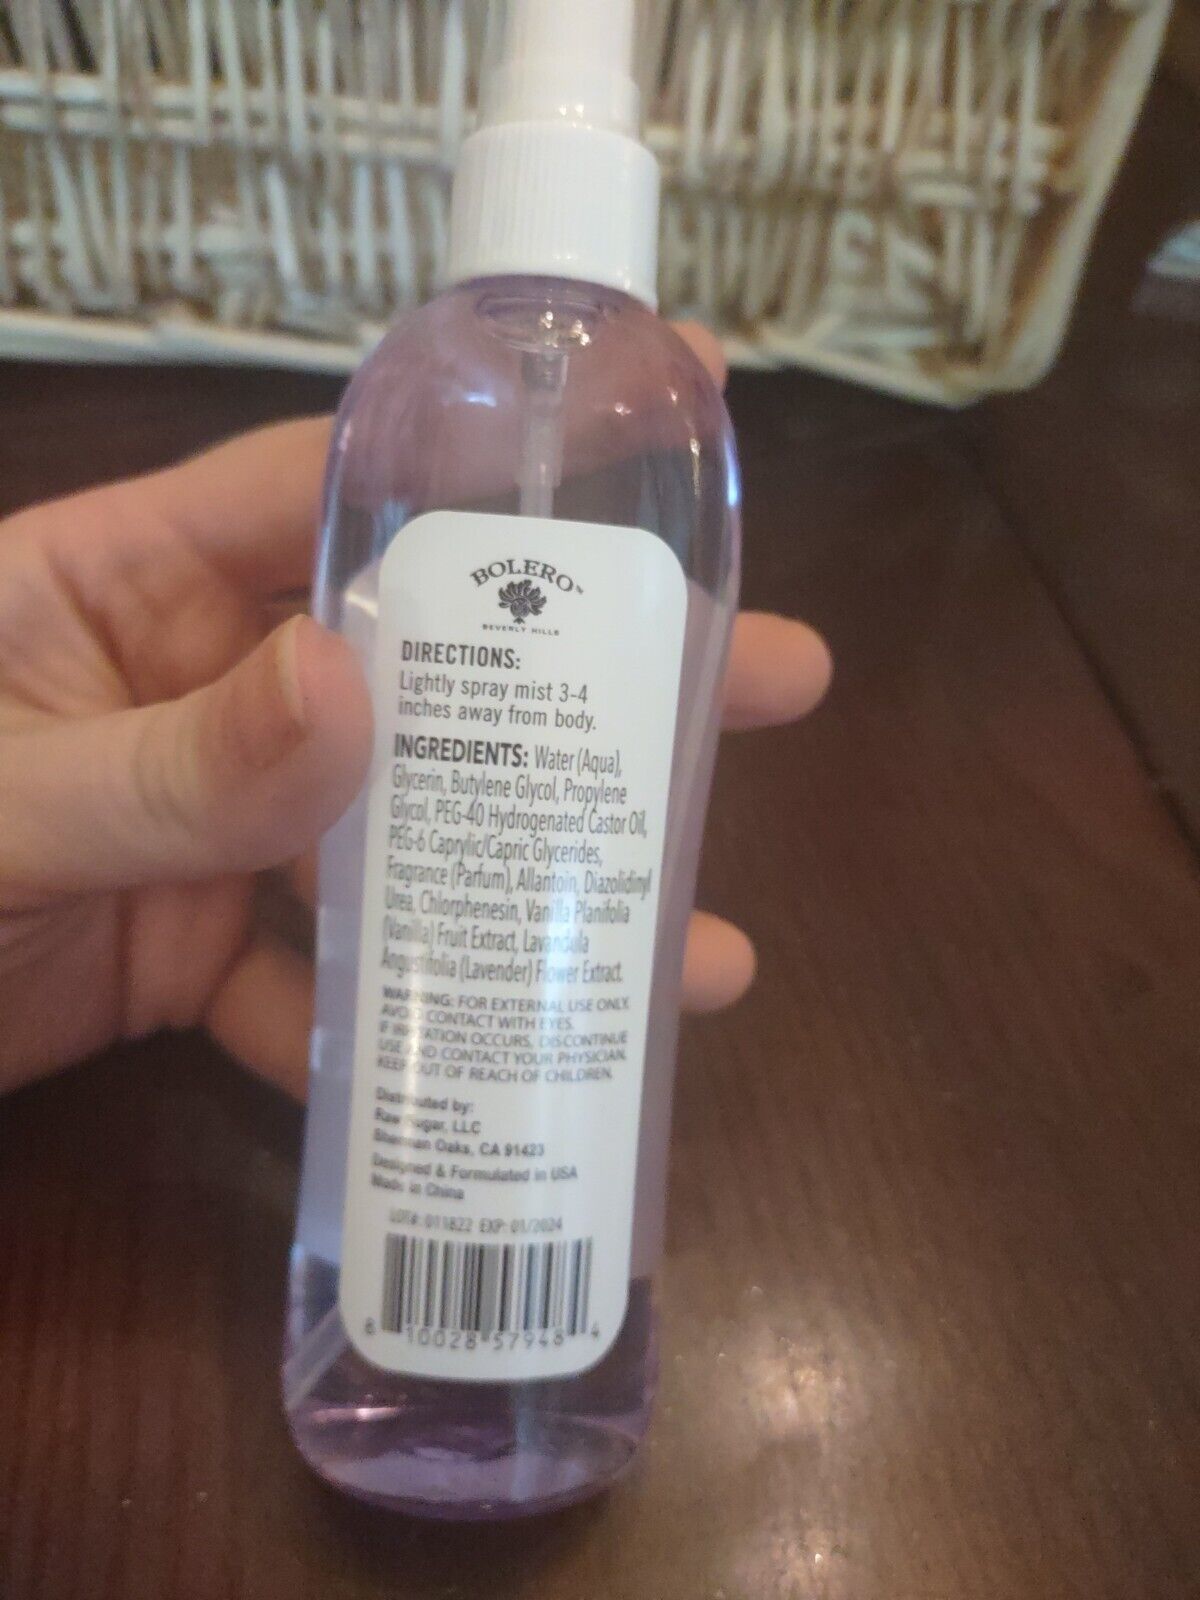 BOLERO™
BEVERLY HILLS
DIRECTIONS:
Lightly spray mist 3-4
inches away from body.
INGREDIENTS: Water (Aqua),
Glycerin, Butylene Glycol, Propylene
Glycol, PEG-40 Hydrogenated Castor Oil,
PEG-6 Caprylic/Capric Glycerides,
Fragrance (Parfum), Allantoin, Diazolidinyl
Urea, Chlorphenesin, Vanilla Planifolia
(Vanilla) Fruit Extract, Lavandula
Angustifolia (Lavender) Flower Extract.
WARNING: FOR EXTERNAL USE ONLY.
AVOID CONTACT WITH EYES.
IF IRRITATION OCCURS, DISCONTINUE
USE AND CONTACT YOUR PHYSICIAN.
KEEP OUT OF REACH OF CHILDREN.
Distributed by:
Raw Sugar, LLC
Sherman Oaks, CA 91423
Designed & Formulated in USA
Made in China
LOT#: 011822 EXP: 01/2024
8 10028 57948 4